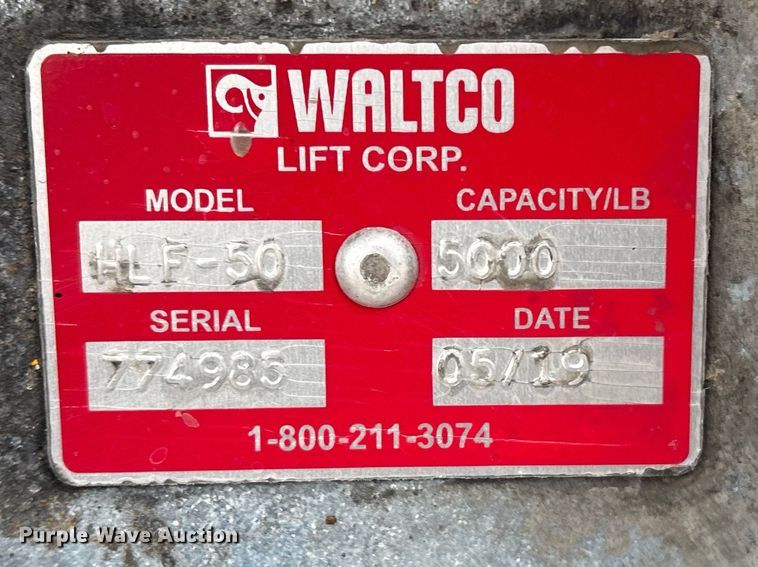 WALTCO
LIFT CORP.
MODEL
CAPACITY/LB
HLF-50
5000
SERIAL
DATE
774985
05/19
1-800-211-3074
Purple Wave Auction